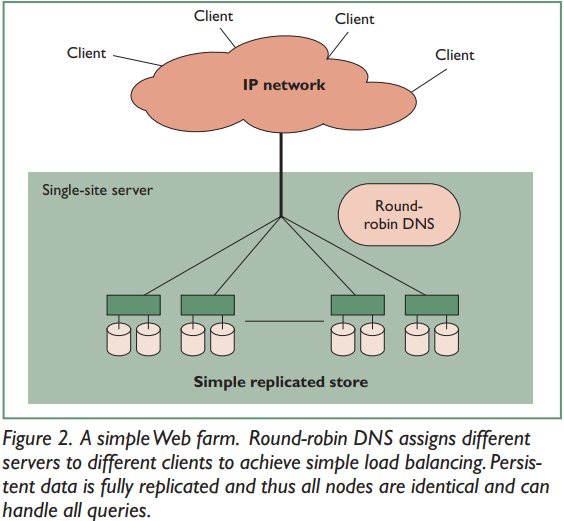 Client
Client
Client
Client
IP network
Single-site server
Round-
robin DNS
Simple replicated store
Figure 2. A simple Web farm. Round-robin DNS assigns different
servers to different clients to achieve simple load balancing. Persis-
tent data is fully replicated and thus all nodes are identical and can
handle all queries.